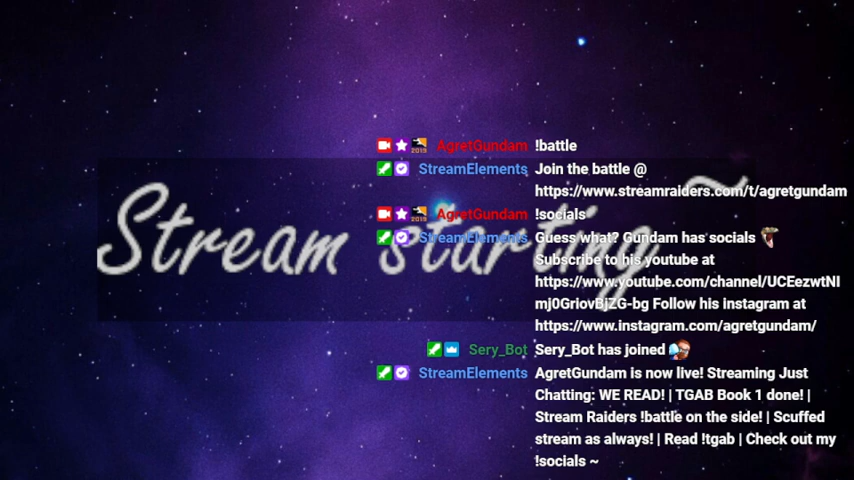 AgretGundam !battle
StreamElements Join the battle @
https://www.streamraiders.com/t/agretgundam
AgretGundam !socials
Stream starting ~
StreamElements Guess what? Gundam has socials
Subscribe to his youtube at
https://www.youtube.com/channel/UCEezwtNI
mj0GriovBjZG-bg Follow his instagram at
https://www.instagram.com/agretgundam/
Sery_Bot Sery_Bot has joined
StreamElements AgretGundam is now live! Streaming Just
Chatting: WE READ! | TGAB Book 1 done! |
Stream Raiders !battle on the side! | Scuffed
stream as always! | Read !tgab | Check out my
!socials ~